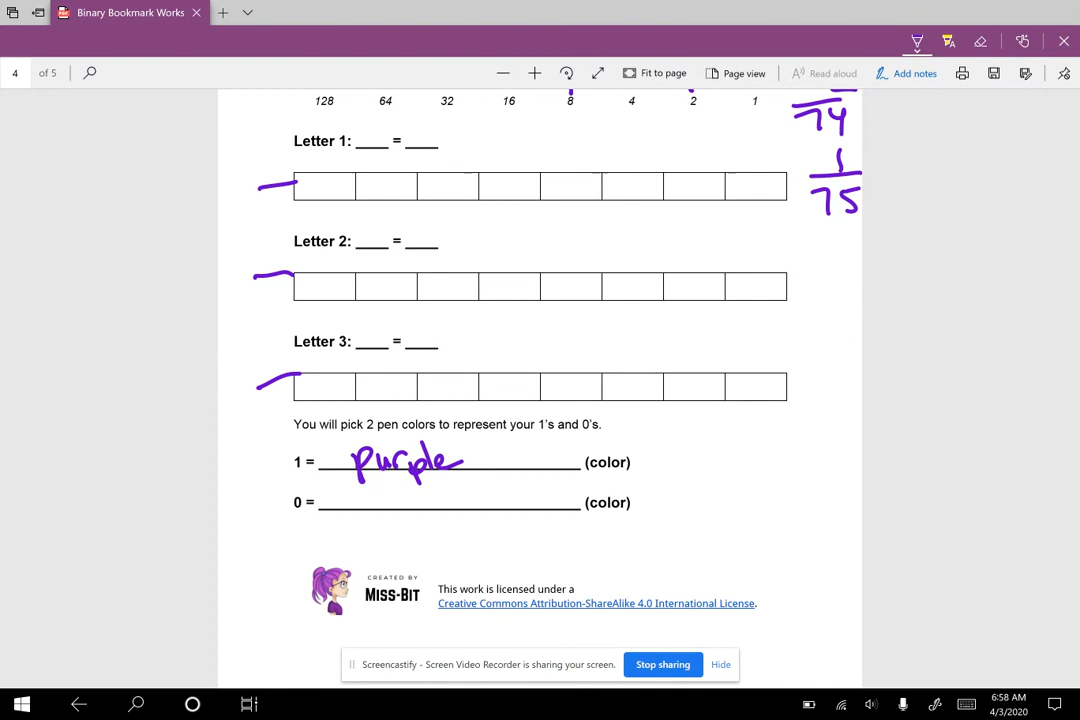 Binary Bookmark Works
4 of 5 Fit to page Page view Read aloud Add notes
128 64 32 16 8 4 2 1
74
Letter 1: ____ = ____
1
75
Letter 2: ____ = ____
Letter 3: ____ = ____
You will pick 2 pen colors to represent your 1's and 0's.
1 = purple (color)
0 = ____ (color)
CREATED BY
MISS-BIT
This work is licensed under a
Creative Commons Attribution-ShareAlike 4.0 International License.
Screencastify - Screen Video Recorder is sharing your screen. Stop sharing Hide
6:58 AM
4/3/2020